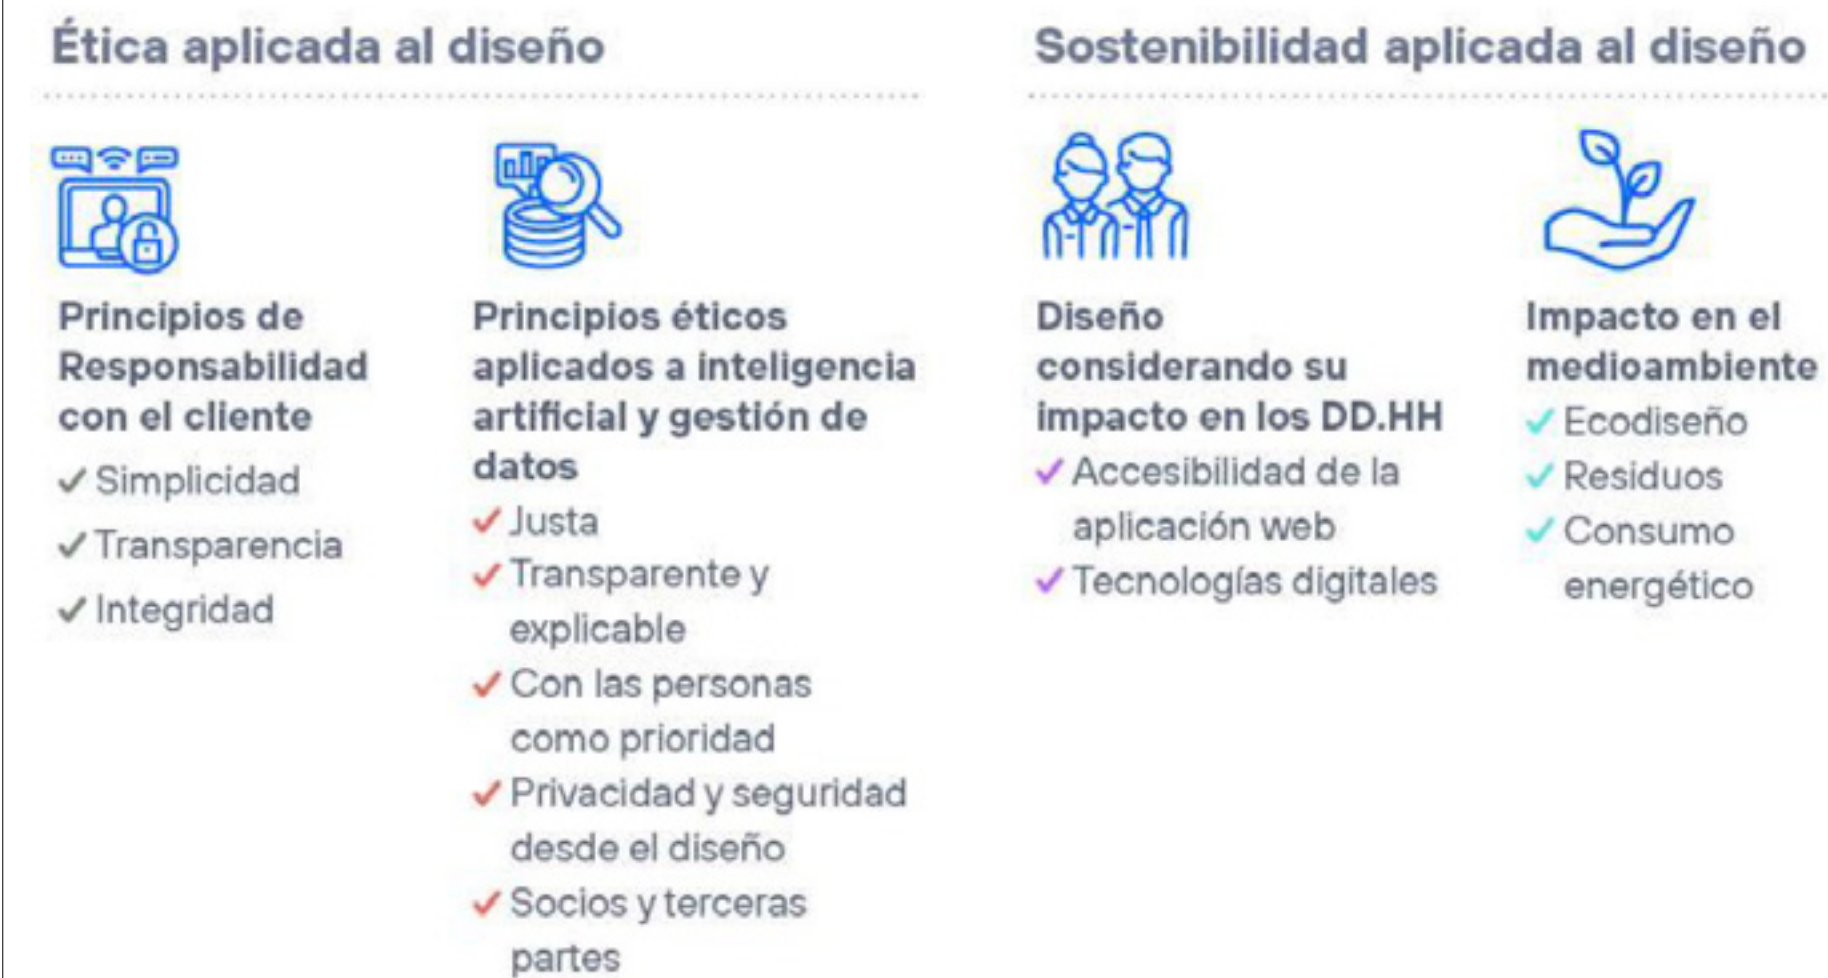 Ética aplicada al diseño
Principios de
Responsabilidad
con el cliente
Simplicidad
Transparencia
Integridad
Principios éticos
aplicados a inteligencia
artificial y gestión de
datos
Justa
Transparente y
explicable
Con las personas
como prioridad
Privacidad y seguridad
desde el diseño
Socios y terceras
partes
Sostenibilidad aplicada al diseño
Diseño
considerando su
impacto en los DD.HH
Accesibilidad de la
aplicación web
Tecnologías digitales
Impacto en el
medioambiente
Ecodiseño
Residuos
Consumo
energético